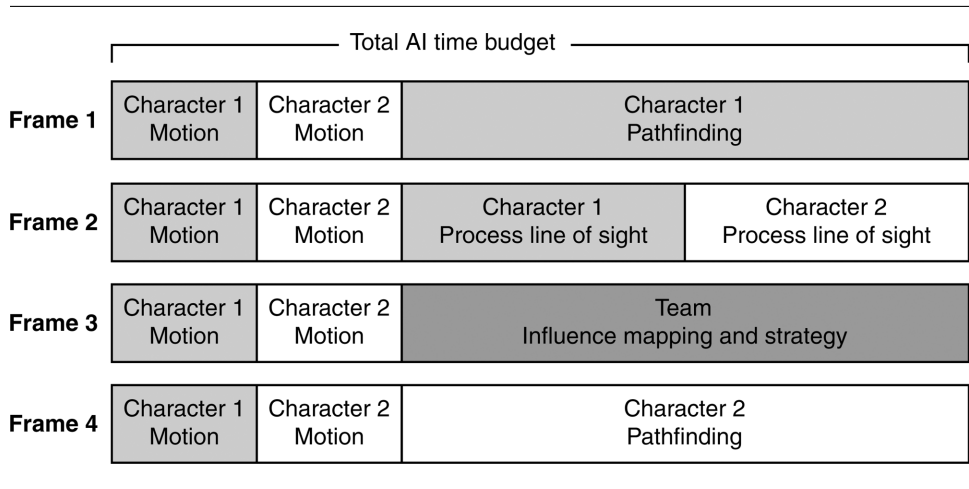 Total AI time budget
Frame 1
Character 1
Motion
Character 2
Motion
Character 1
Pathfinding
Frame 2
Character 1
Motion
Character 2
Motion
Character 1
Process line of sight
Character 2
Process line of sight
Frame 3
Character 1
Motion
Character 2
Motion
Team
Influence mapping and strategy
Frame 4
Character 1
Motion
Character 2
Motion
Character 2
Pathfinding